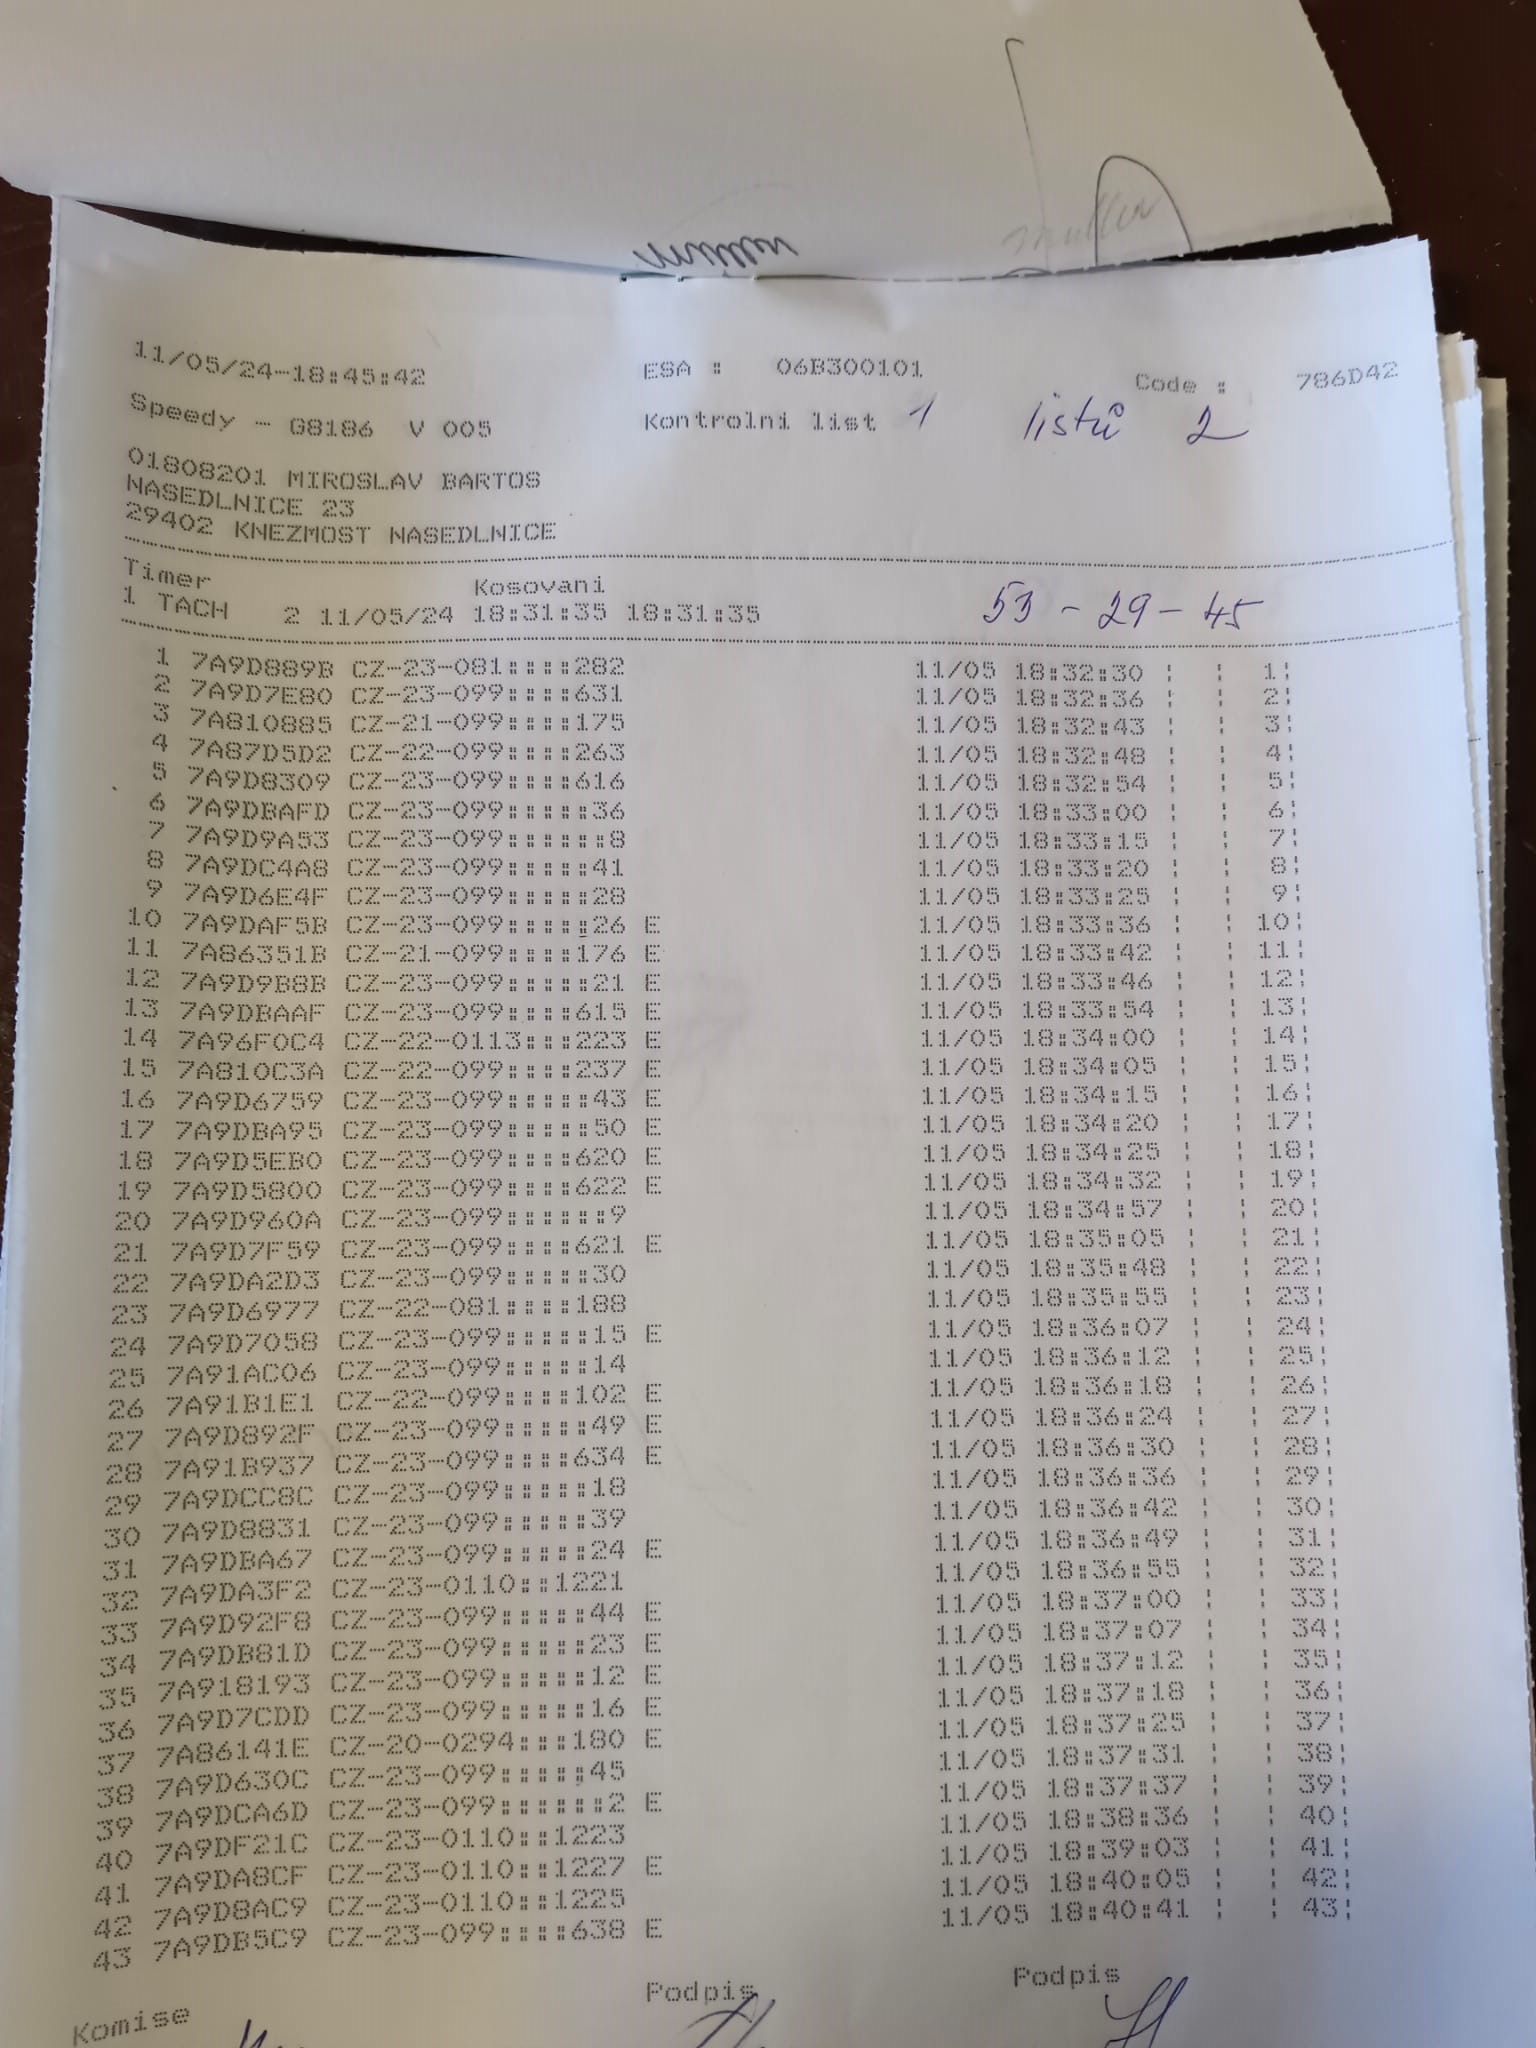 muller
muller
11/05/24-18:45:42 ESA : 06B300101 Code : 786D42
Speedy - G8186 V 005 Kontrolni list 1 listů 2
01808201 MIROSLAV BARTOS
NASEDLNICE 23
29402 KNEZMOST NASEDLNICE
Timer Kosovani
1 TACH 2 11/05/24 18:31:35 18:31:35 53 - 29 - 45
1 7A9D889B CZ-23-081::::282 11/05 18:32:30 ¦ ¦ 1¦
2 7A9D7E80 CZ-23-099::::631 11/05 18:32:36 ¦ ¦ 2¦
3 7A810885 CZ-21-099::::175 11/05 18:32:43 ¦ ¦ 3¦
4 7A87D5D2 CZ-22-099::::263 11/05 18:32:48 ¦ ¦ 4¦
5 7A9D8309 CZ-23-099::::616 11/05 18:32:54 ¦ ¦ 5¦
6 7A9DBAFD CZ-23-099:::::36 11/05 18:33:00 ¦ ¦ 6¦
7 7A9D9A53 CZ-23-099::::::8 11/05 18:33:15 ¦ ¦ 7¦
8 7A9DC4A8 CZ-23-099:::::41 11/05 18:33:20 ¦ ¦ 8¦
9 7A9D6E4F CZ-23-099:::::28 11/05 18:33:25 ¦ ¦ 9¦
10 7A9DAF5B CZ-23-099:::::26 E 11/05 18:33:36 ¦ ¦ 10¦
11 7A86351B CZ-21-099::::176 E 11/05 18:33:42 ¦ ¦ 11¦
12 7A9D9B8B CZ-23-099:::::21 E 11/05 18:33:46 ¦ ¦ 12¦
13 7A9DBAAF CZ-23-099::::615 E 11/05 18:33:54 ¦ ¦ 13¦
14 7A96F0C4 CZ-22-0113:::223 E 11/05 18:34:00 ¦ ¦ 14¦
15 7A810C3A CZ-22-099::::237 E 11/05 18:34:05 ¦ ¦ 15¦
16 7A9D6759 CZ-23-099:::::43 E 11/05 18:34:15 ¦ ¦ 16¦
17 7A9DBA95 CZ-23-099:::::50 E 11/05 18:34:20 ¦ ¦ 17¦
18 7A9D5EB0 CZ-23-099::::620 E 11/05 18:34:25 ¦ ¦ 18¦
19 7A9D5800 CZ-23-099::::622 E 11/05 18:34:32 ¦ ¦ 19¦
20 7A9D960A CZ-23-099::::::9 11/05 18:34:57 ¦ ¦ 20¦
21 7A9D7F59 CZ-23-099::::621 E 11/05 18:35:05 ¦ ¦ 21¦
22 7A9DA2D3 CZ-23-099:::::30 11/05 18:35:48 ¦ ¦ 22¦
23 7A9D6977 CZ-22-081::::188 11/05 18:35:55 ¦ ¦ 23¦
24 7A9D7058 CZ-23-099:::::15 E 11/05 18:36:07 ¦ ¦ 24¦
25 7A91AC06 CZ-23-099:::::14 11/05 18:36:12 ¦ ¦ 25¦
26 7A91B1E1 CZ-22-099::::102 E 11/05 18:36:18 ¦ ¦ 26¦
27 7A9D892F CZ-23-099:::::49 E 11/05 18:36:24 ¦ ¦ 27¦
28 7A91B937 CZ-23-099::::634 E 11/05 18:36:30 ¦ ¦ 28¦
29 7A9DCC8C CZ-23-099:::::18 11/05 18:36:36 ¦ ¦ 29¦
30 7A9D8831 CZ-23-099:::::39 11/05 18:36:42 ¦ ¦ 30¦
31 7A9DBA67 CZ-23-099:::::24 E 11/05 18:36:49 ¦ ¦ 31¦
32 7A9DA3F2 CZ-23-0110::1221 11/05 18:36:55 ¦ ¦ 32¦
33 7A9D92F8 CZ-23-099:::::44 E 11/05 18:37:00 ¦ ¦ 33¦
34 7A9DB81D CZ-23-099:::::23 E 11/05 18:37:07 ¦ ¦ 34¦
35 7A918193 CZ-23-099:::::12 E 11/05 18:37:12 ¦ ¦ 35¦
36 7A9D7CDD CZ-23-099:::::16 E 11/05 18:37:18 ¦ ¦ 36¦
37 7A86141E CZ-20-0294:::180 E 11/05 18:37:25 ¦ ¦ 37¦
38 7A9D630C CZ-23-099:::::45 11/05 18:37:31 ¦ ¦ 38¦
39 7A9DCA6D CZ-23-099::::::2 E 11/05 18:37:37 ¦ ¦ 39¦
40 7A9DF21C CZ-23-0110::1223 11/05 18:38:36 ¦ ¦ 40¦
41 7A9DA8CF CZ-23-0110::1227 E 11/05 18:39:03 ¦ ¦ 41¦
42 7A9D8AC9 CZ-23-0110::1225 11/05 18:40:05 ¦ ¦ 42¦
43 7A9DB5C9 CZ-23-099::::638 E 11/05 18:40:41 ¦ ¦ 43¦
Komise Podpis Podpis